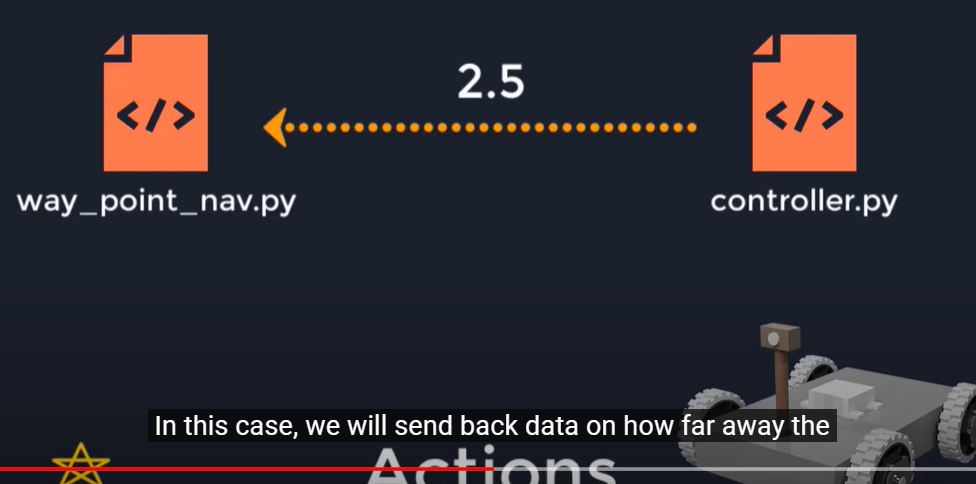 2.5
</>
</>
way_point_nav.py
controller.py
In this case, we will send back data on how far away the
Actions